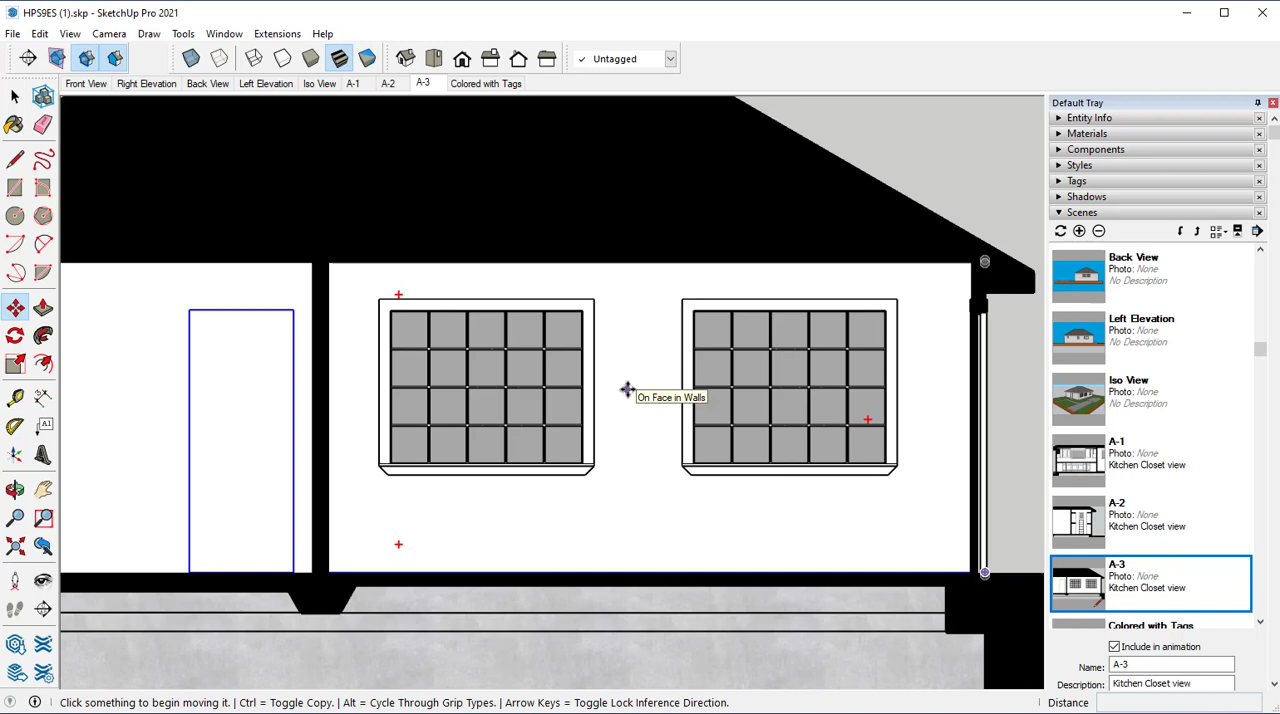 HPS9ES (1).skp - SketchUp Pro 2021
File Edit View Camera Draw Tools Window Extensions Help
✓ Untagged
Front View Right Elevation Back View Left Elevation Iso View A-1 A-2 A-3 Colored with Tags
Default Tray
Entity Info
Materials
Components
Styles
Tags
Shadows
Scenes
Back View
Photo: None
No Description
Left Elevation
Photo: None
No Description
Iso View
Photo: None
No Description
A-1
Photo: None
Kitchen Closet view
A-2
Photo: None
Kitchen Closet view
A-3
Photo: None
Kitchen Closet view
Colored with Tags
On Face in Walls
A1
Include in animation
Name: A-3
Description: Kitchen Closet view
Click something to begin moving it. | Ctrl = Toggle Copy. | Alt = Cycle Through Grip Types. | Arrow Keys = Toggle Lock Inference Direction.
Distance